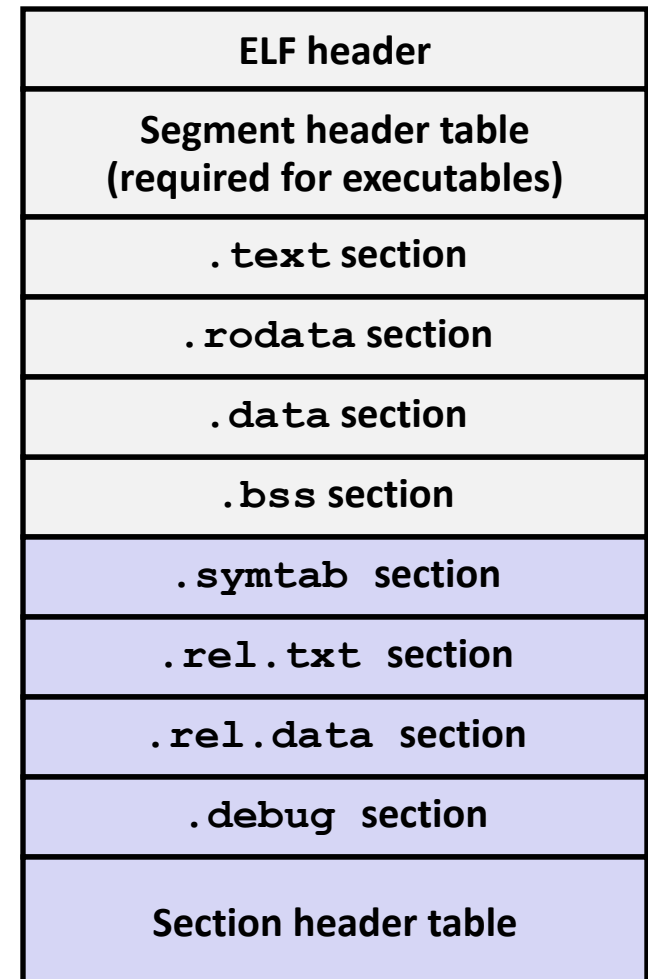 ELF header
Segment header table
(required for executables)
.text section
.rodata section
.data section
.bss section
.symtab section
.rel.txt section
.rel.data section
.debug section
Section header table